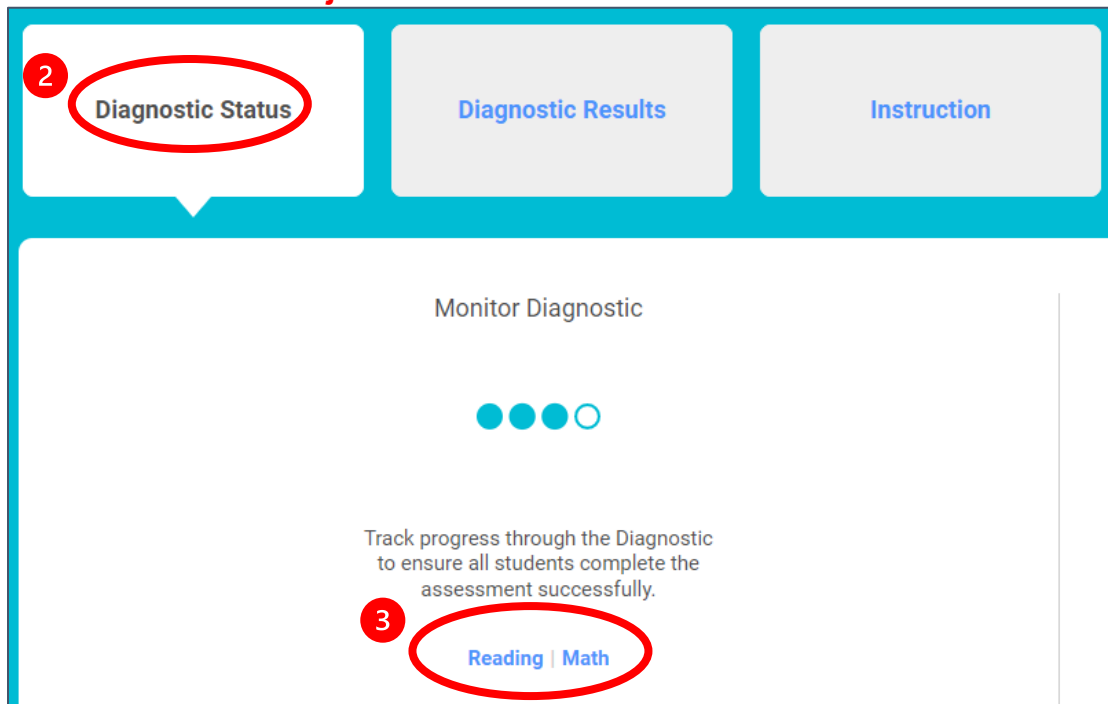 2
Diagnostic Status
Diagnostic Results
Instruction
Monitor Diagnostic
Track progress through the Diagnostic
to ensure all students complete the
assessment successfully.
3
Reading | Math